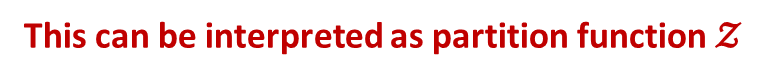 This can be interpreted as partition function 𝒵